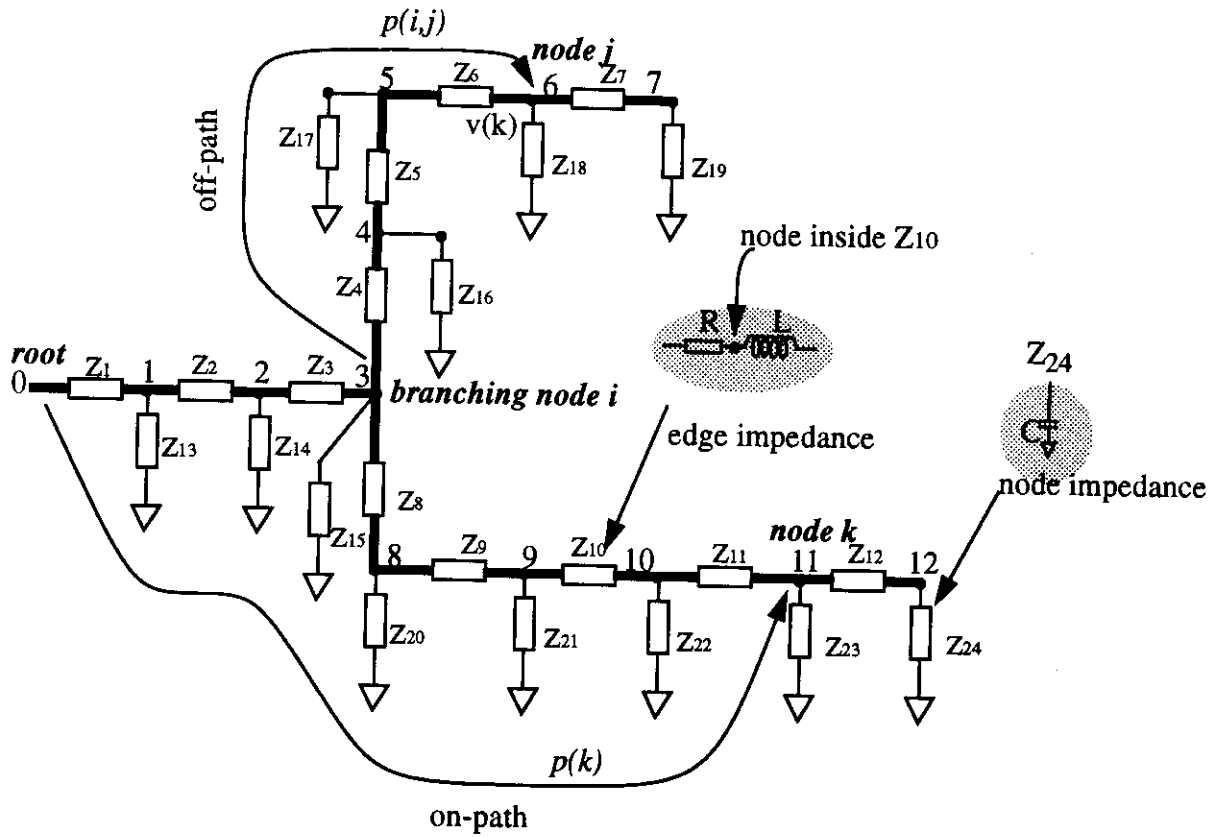 p(i,j)
node j
5
Z6
6
Z7
7
v(k)
Z17
Z18
Z19
off-path
Z5
4
node inside Z10
Z4
Z16
R
L
root
0
Z1
1
Z2
2
Z3
3
branching node i
Z24
C
edge impedance
Z13
Z14
Z8
node impedance
Z15
node k
8
Z9
9
Z10
10
Z11
11
Z12
12
Z20
Z21
Z22
Z23
Z24
p(k)
on-path